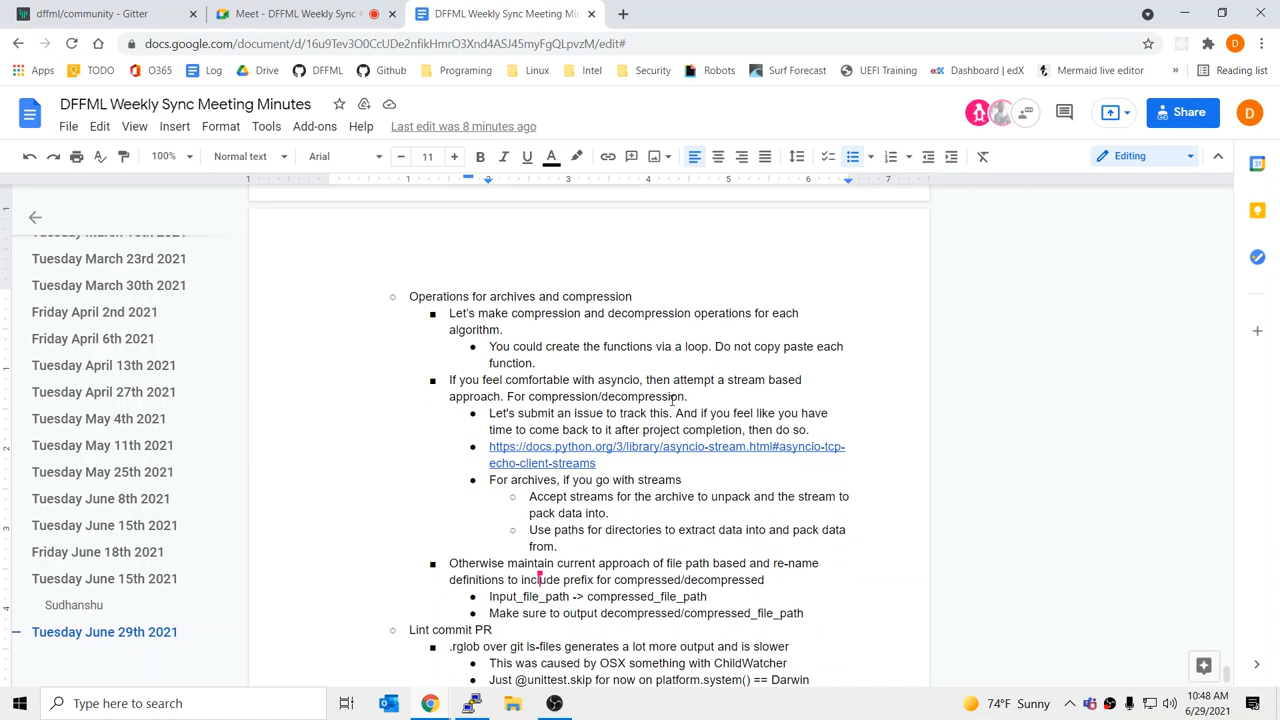 dffml/community - Gitter
Meet - DFFML Weekly Sync
DFFML Weekly Sync Meeting Min
docs.google.com/document/d/16u9Tev3O0CcUDe2nfikHmrO3Xnd4ASJ45myFgQLpvzM/edit#
Apps
TODO
O365
Log
Drive
DFFML
Github
Programing
Linux
Intel
Security
Robots
Surf Forecast
UEFI Training
Dashboard | edX
Mermaid live editor
»
Reading list
DFFML Weekly Sync Meeting Minutes
File Edit View Insert Format Tools Add-ons Help Last edit was 8 minutes ago
Share
D
100% Normal text Arial 11 Editing
1 1 2 3 4 5 6 7
Tuesday March 23rd 2021
Tuesday March 30th 2021
Friday April 2nd 2021
Friday April 6th 2021
Tuesday April 13th 2021
Tuesday April 27th 2021
Tuesday May 4th 2021
Tuesday May 11th 2021
Tuesday May 25th 2021
Tuesday June 8th 2021
Tuesday June 15th 2021
Friday June 18th 2021
Tuesday June 15th 2021
Sudhanshu
Tuesday June 29th 2021
Operations for archives and compression
Let's make compression and decompression operations for each
algorithm.
You could create the functions via a loop. Do not copy paste each
function.
If you feel comfortable with asyncio, then attempt a stream based
approach. For compression/decompression.
Let's submit an issue to track this. And if you feel like you have
time to come back to it after project completion, then do so.
https://docs.python.org/3/library/asyncio-stream.html#asyncio-tcp-
echo-client-streams
For archives, if you go with streams
Accept streams for the archive to unpack and the stream to
pack data into.
Use paths for directories to extract data into and pack data
from.
Otherwise maintain current approach of file path based and re-name
definitions to include prefix for compressed/decompressed
Input_file_path -> compressed_file_path
Make sure to output decompressed/compressed_file_path
Lint commit PR
.rglob over git ls-files generates a lot more output and is slower
This was caused by OSX something with ChildWatcher
Just @unittest.skip for now on platform.system() == Darwin
Type here to search
74°F Sunny
10:48 AM
6/29/2021